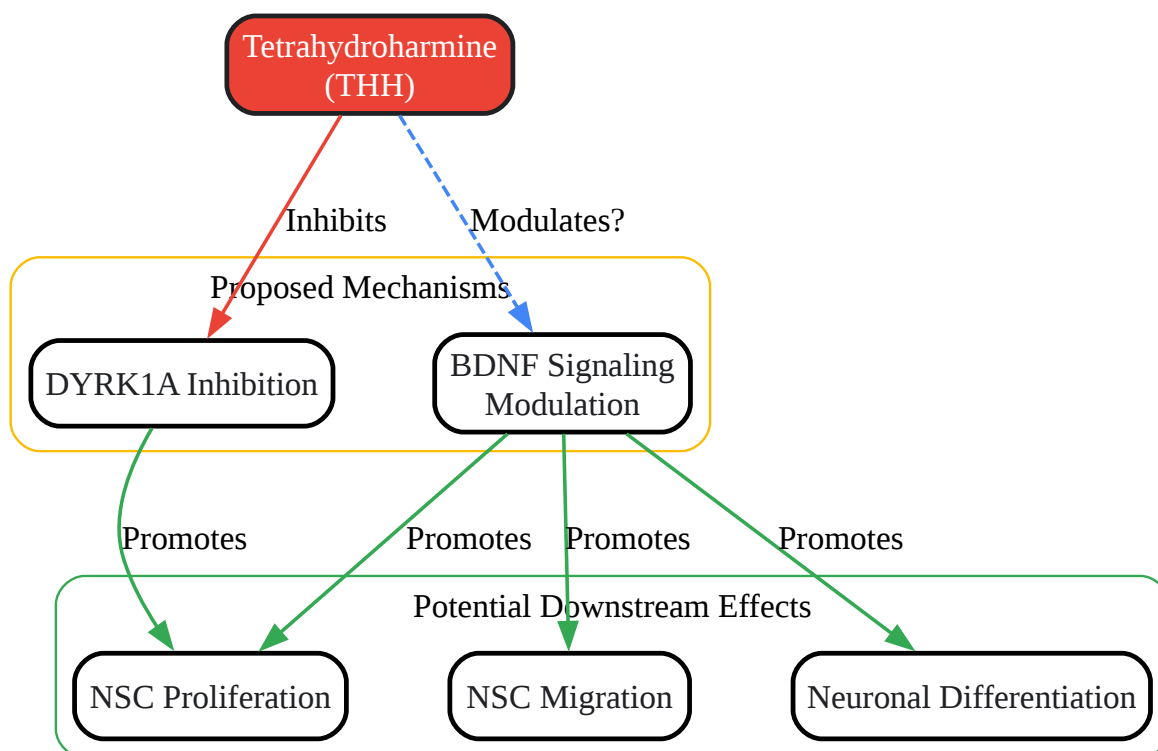 Tetrahydroharmine
(THH)
Inhibits
Modulates?
Proposed Mechanisms
DYRK1A Inhibition
BDNF Signaling
Modulation
Promotes
Promotes
Promotes
Promotes
Potential Downstream Effects
NSC Proliferation
NSC Migration
Neuronal Differentiation